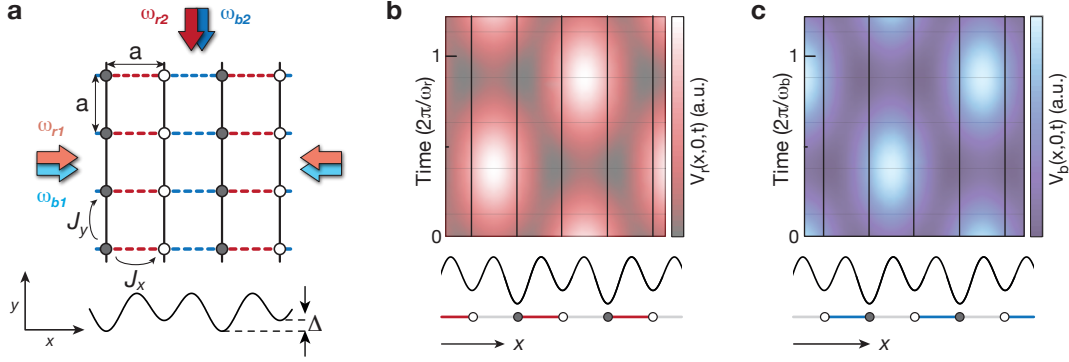 a
ω_r2
ω_b2
a
a
ω_r1
ω_b1
J_y
J_x
y
x
Δ
b
Time (2π/ω_r)
1
0
V_r(x,0,t) (a.u.)
x
c
Time (2π/ω_b)
1
0
V_b(x,0,t) (a.u.)
x